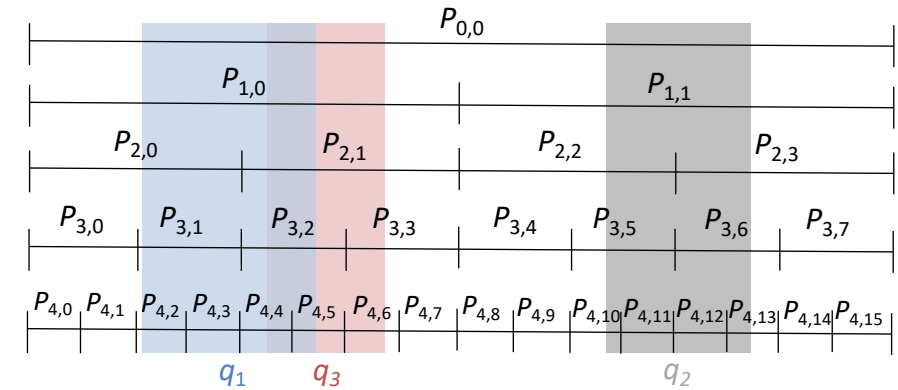 P0,0
P1,0 P1,1
P2,0 P2,1 P2,2 P2,3
P3,0 P3,1 P3,2 P3,3 P3,4 P3,5 P3,6 P3,7
P4,0 P4,1 P4,2 P4,3 P4,4 P4,5 P4,6 P4,7 P4,8 P4,9 P4,10 P4,11 P4,12 P4,13 P4,14 P4,15
q1 q3 q2